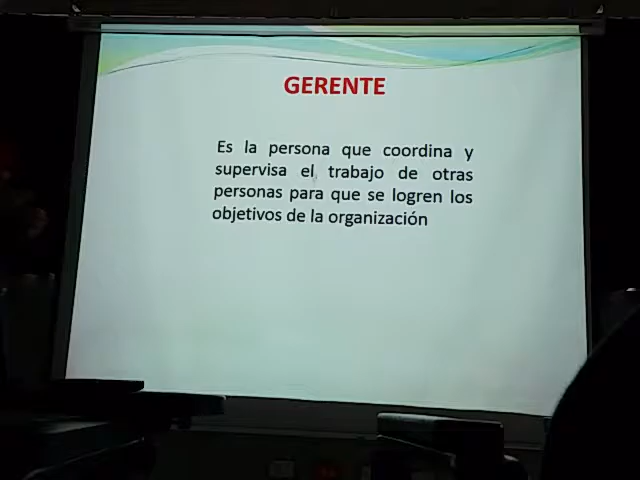 GERENTE
Es la persona que coordina y
supervisa el trabajo de otras
personas para que se logren los
objetivos de la organización